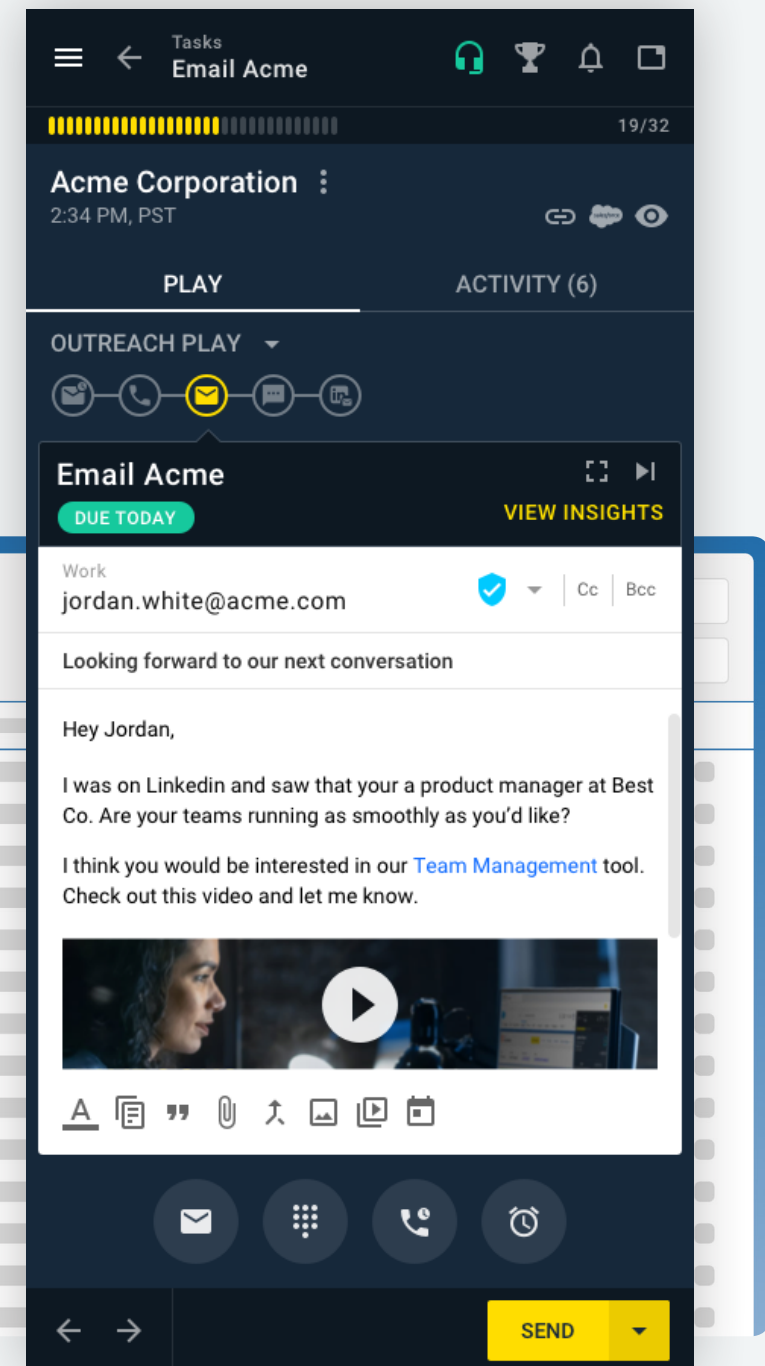 Tasks
Email Acme
19/32
Acme Corporation
2:34 PM, PST
salesforce
PLAY
ACTIVITY (6)
OUTREACH PLAY
Email Acme
DUE TODAY
VIEW INSIGHTS
Work
jordan.white@acme.com
Cc
Bcc
Looking forward to our next conversation
Hey Jordan,
I was on Linkedin and saw that your a product manager at Best
Co. Are your teams running as smoothly as you’d like?
I think you would be interested in our Team Management tool.
Check out this video and let me know.
SEND